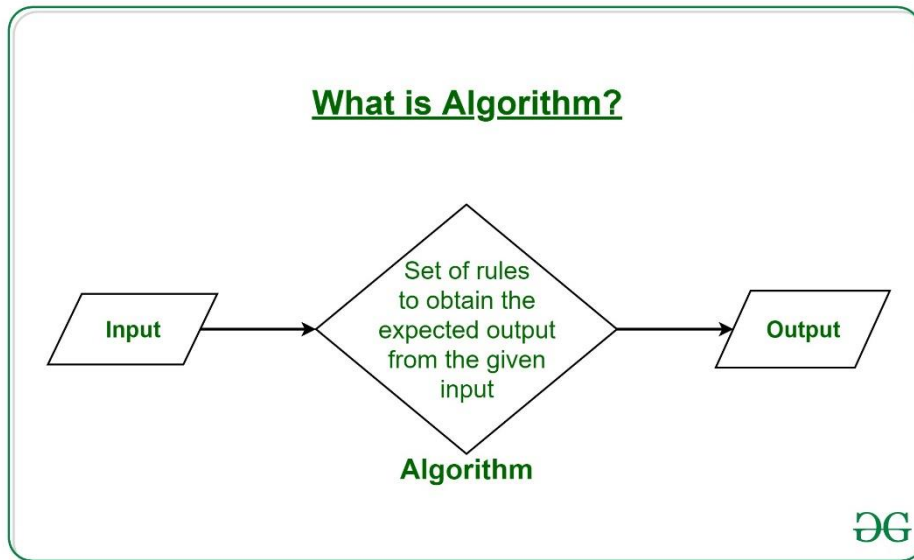 What is Algorithm?
Input
Set of rules
to obtain the
expected output
from the given
input
Output
Algorithm